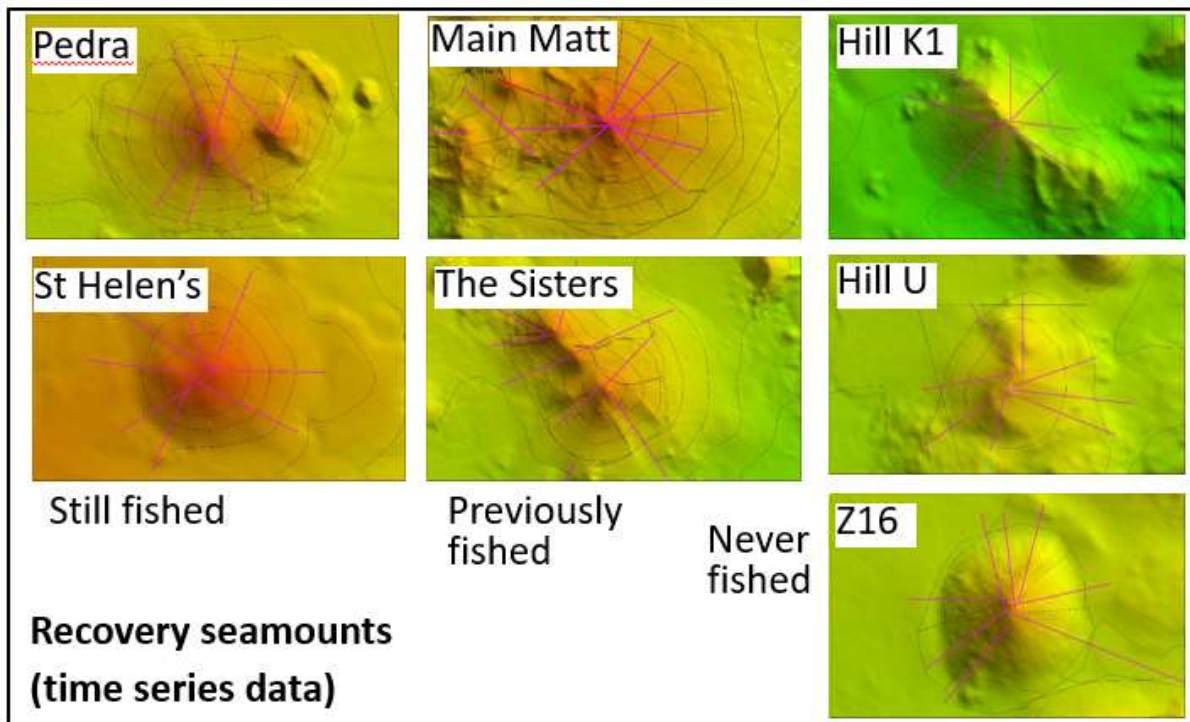 Pedra
Main Matt
Hill K1
St Helen's
The Sisters
Hill U
Still fished
Previously
fished
Never
fished
Z16
Recovery seamounts
(time series data)